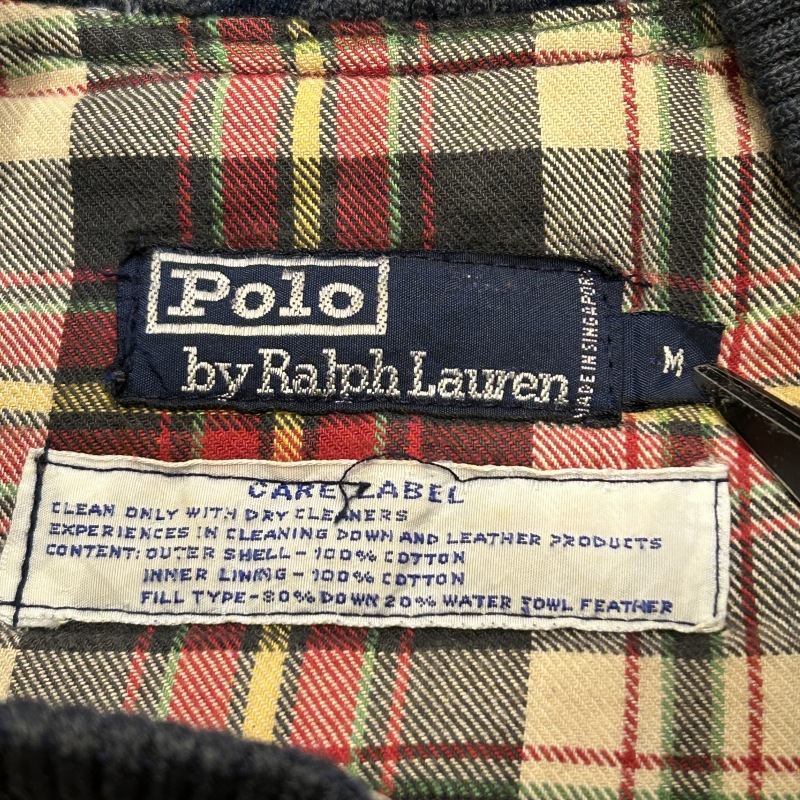 Polo
by Ralph Lauren
MADE IN SINGAPORE
M
CARE LABEL
CLEAN ONLY WITH DRY CLEANERS
EXPERIENCES IN CLEANING DOWN AND LEATHER PRODUCTS
CONTENT: OUTER SHELL - 100% COTTON
INNER LINING - 100% COTTON
FILL TYPE - 80% DOWN 20% WATER FOWL FEATHER